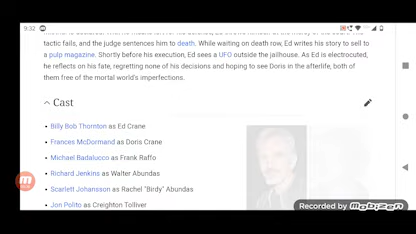 9:32
tactic fails, and the judge sentences him to death. While waiting on death row, Ed writes his story to sell to
a pulp magazine. Shortly before his execution, Ed sees a UFO outside the jailhouse. As Ed is electrocuted,
he reflects on his fate, regretting none of his decisions and hoping to see Doris in the afterlife, both of
them free of the mortal world's imperfections.
Cast
• Billy Bob Thornton as Ed Crane
• Frances McDormand as Doris Crane
• Michael Badalucco as Frank Raffo
• Richard Jenkins as Walter Abundas
• Scarlett Johansson as Rachel "Birdy" Abundas
• Jon Polito as Creighton Tolliver
Recorded by Mobizen